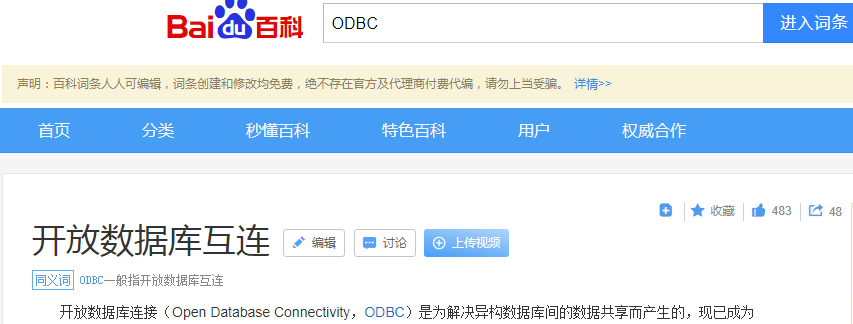 Bai du 百科
ODBC
进入词条
声明：百科词条人人可编辑，词条创建和修改均免费，绝不存在官方及代理商付费代编，请勿上当受骗。 详情>>
首页 分类 秒懂百科 特色百科 用户 权威合作
收藏 483 48
开放数据库互连 编辑 讨论 上传视频
同义词 ODBC一般指开放数据库互连
开放数据库连接（Open Database Connectivity，ODBC）是为解决异构数据库间的数据共享而产生的，现已成为